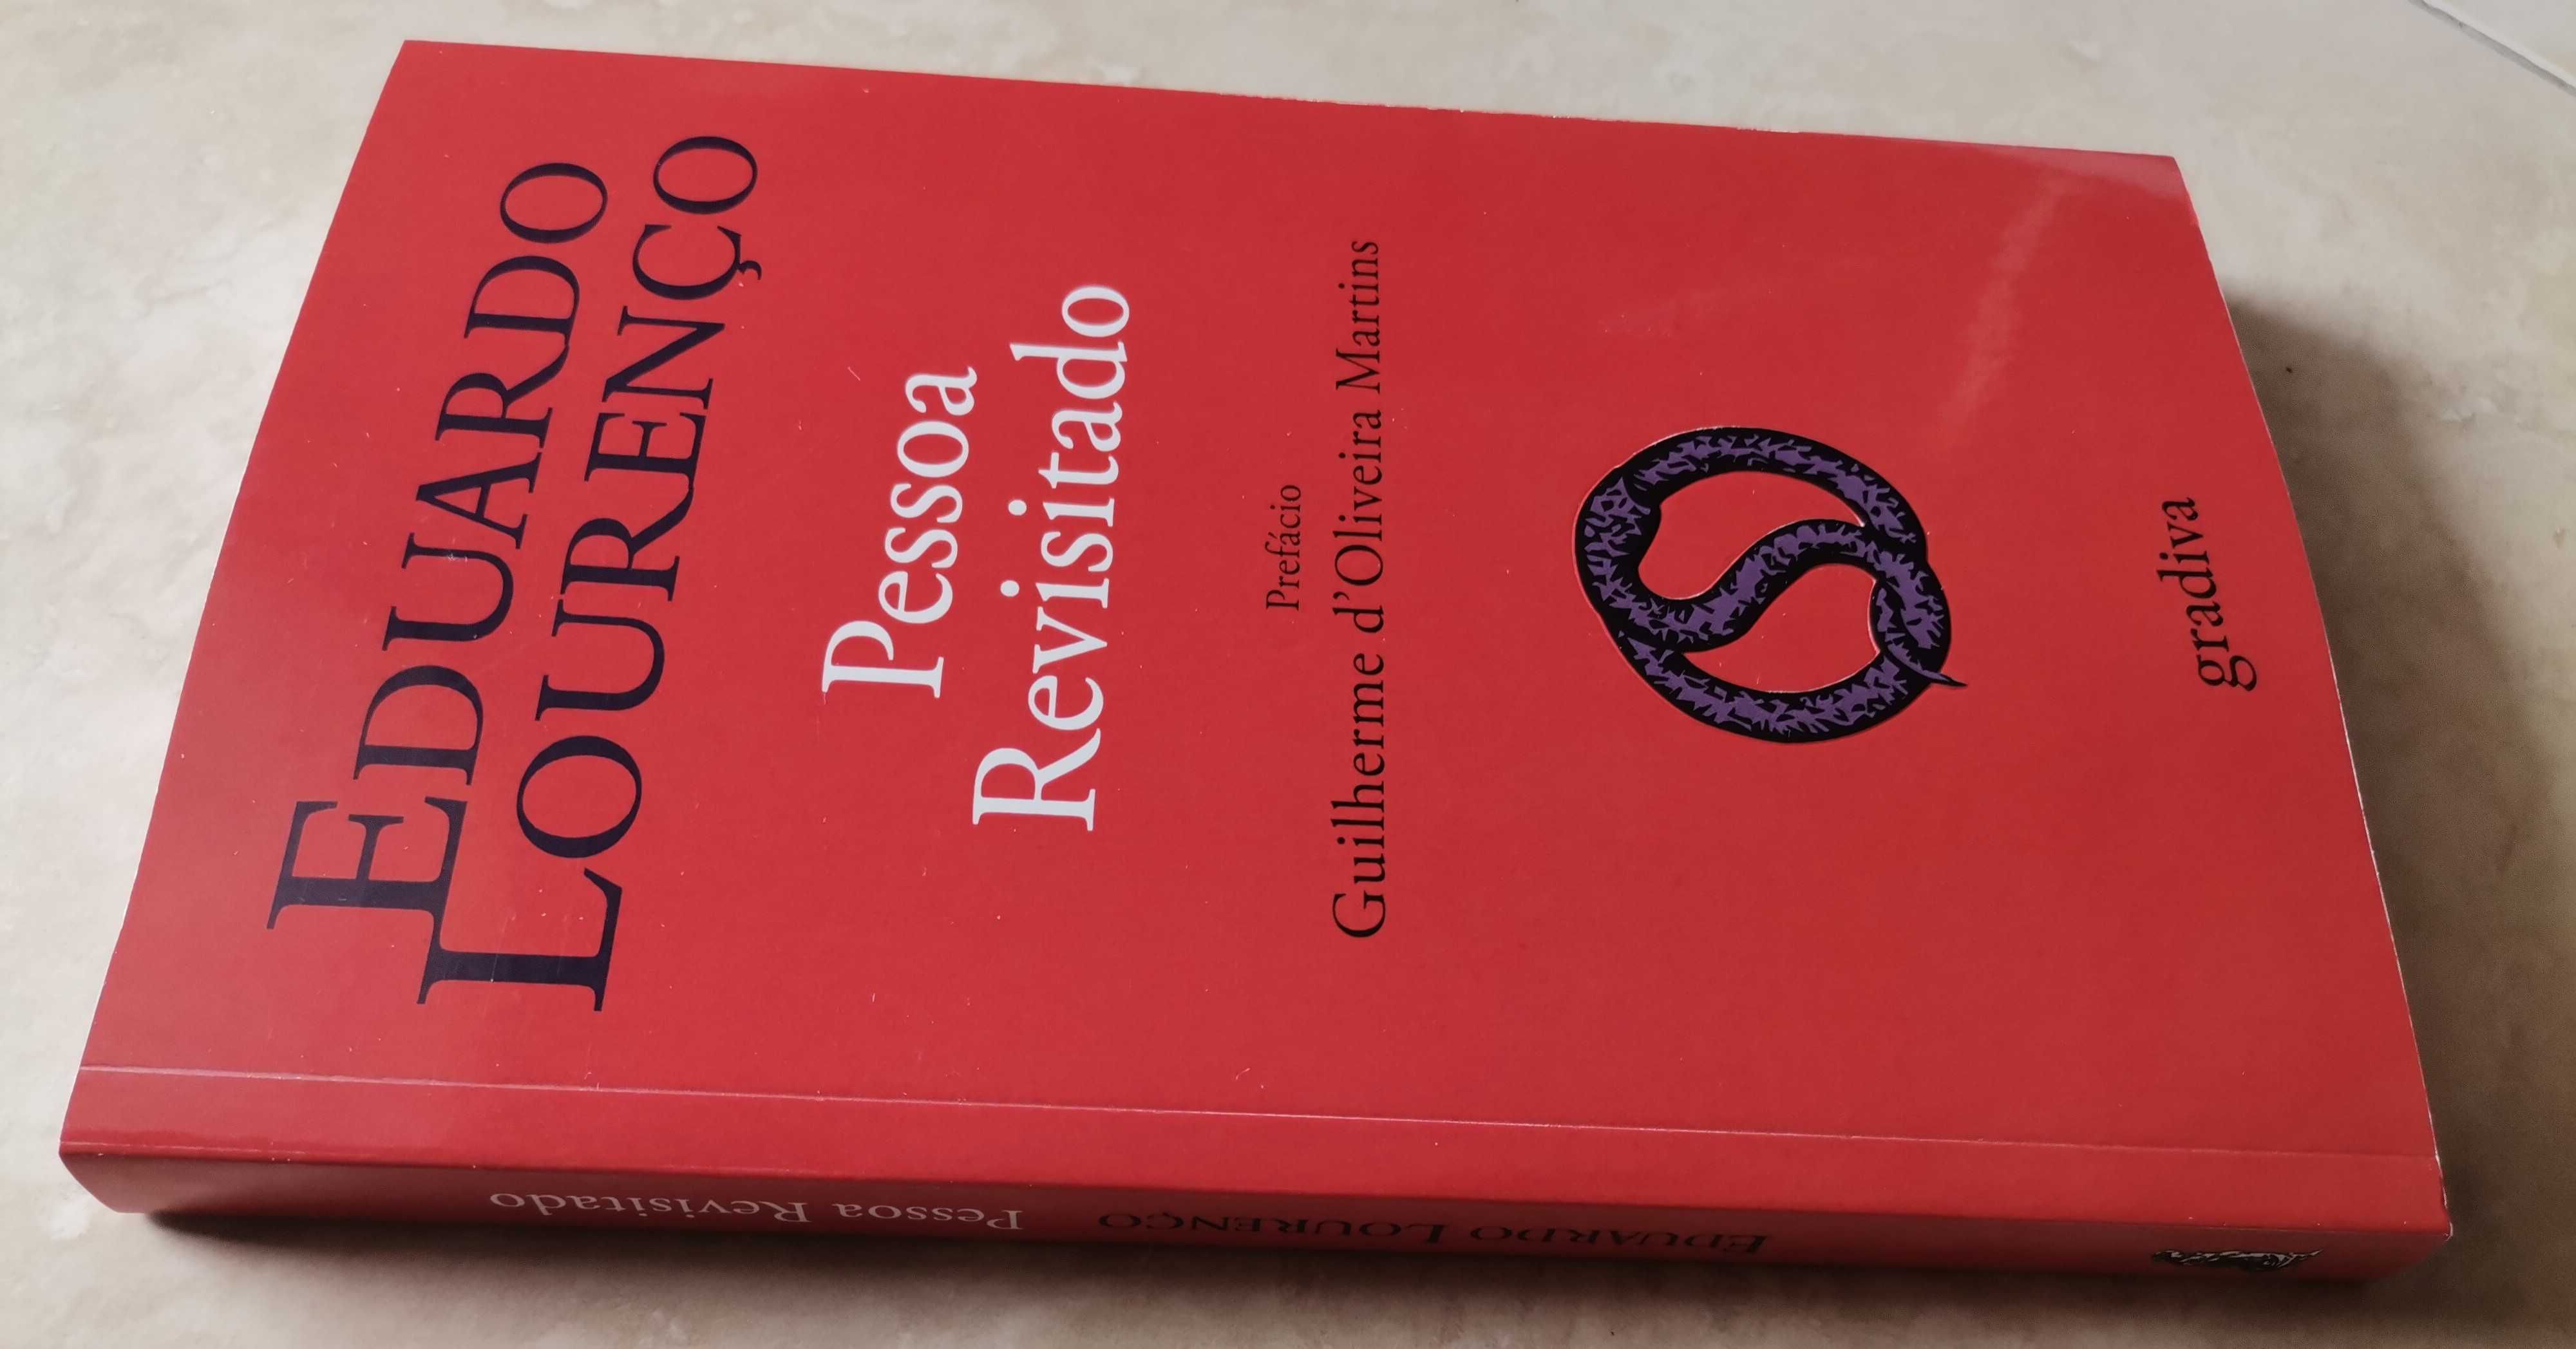 EDUARDO
LOURENÇO
Pessoa
Revisitado
Prefácio
Guilherme d'Oliveira Martins
gradiva
EDUARDO LOURENÇO Pessoa Revisitado